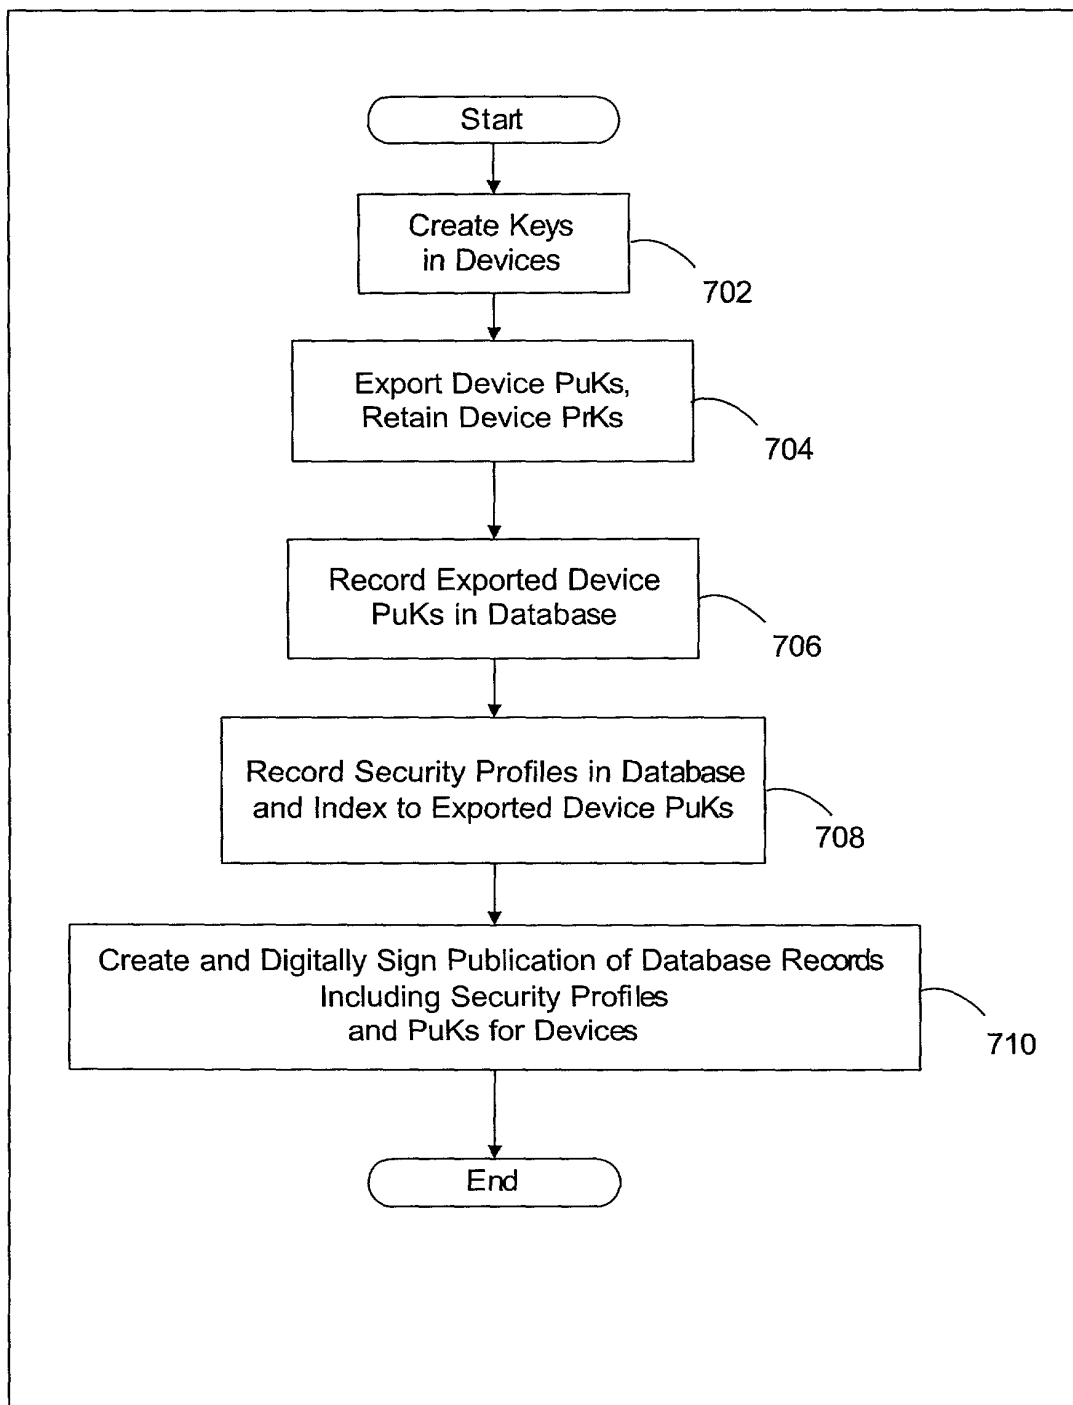 Start
Create Keys
in Devices
702
Export Device PuKs,
Retain Device PrKs
704
Record Exported Device
PuKs in Database
706
Record Security Profiles in Database
and Index to Exported Device PuKs
708
Create and Digitally Sign Publication of Database Records
Including Security Profiles
and PuKs for Devices
710
End